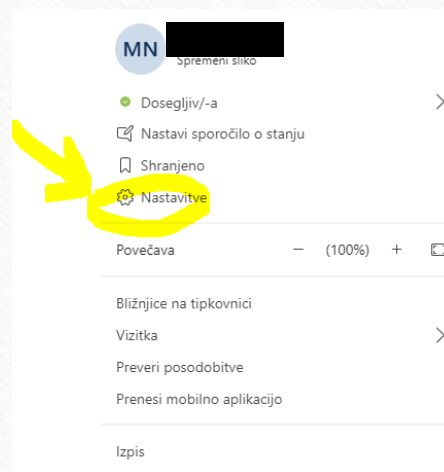 MN
Spremeni sliko
Dosegljiv/-a
Nastavi sporočilo o stanju
Shranjeno
Nastavitve
Povečava − (100%) +
Bližnjice na tipkovnici
Vizitka
Preveri posodobitve
Prenesi mobilno aplikacijo
Izpis